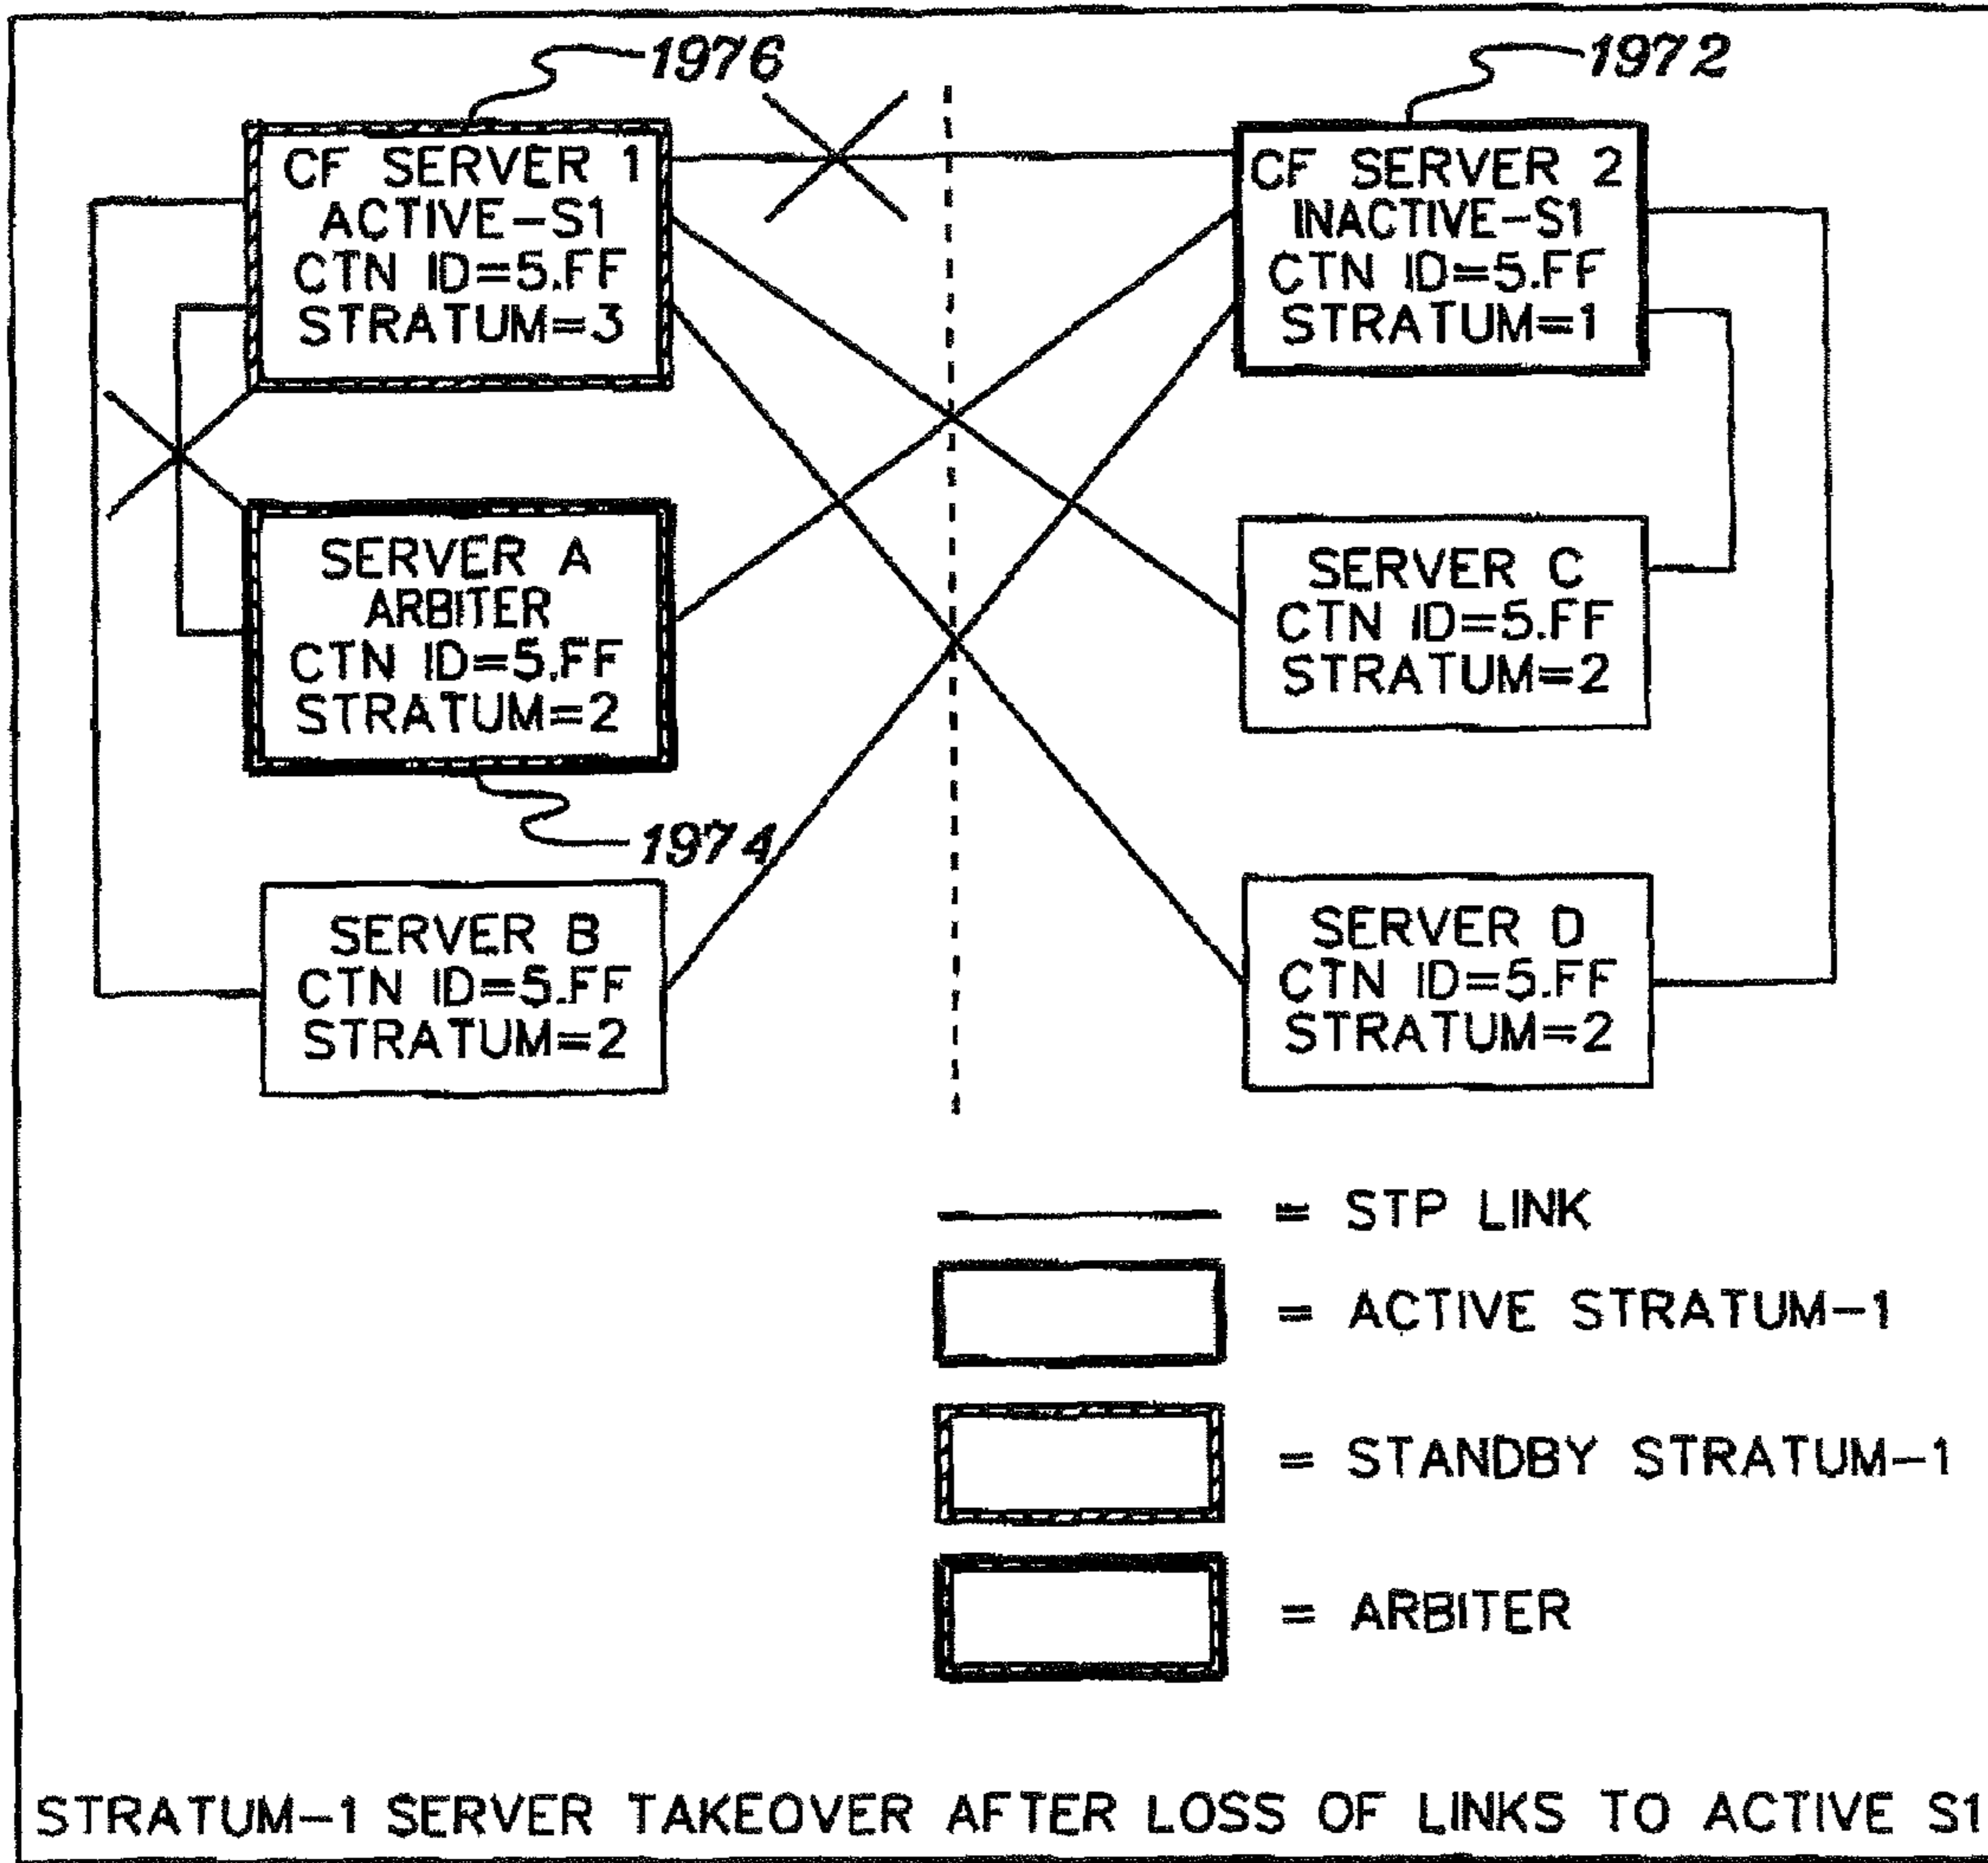 1976
1972
CF SERVER 1
ACTIVE-S1
CTN ID=5.FF
STRATUM=3
CF SERVER 2
INACTIVE-S1
CTN ID=5.FF
STRATUM=1
SERVER A
ARBITER
CTN ID=5.FF
STRATUM=2
1974
SERVER C
CTN ID=5.FF
STRATUM=2
SERVER B
CTN ID=5.FF
STRATUM=2
SERVER D
CTN ID=5.FF
STRATUM=2
= STP LINK
= ACTIVE STRATUM-1
= STANDBY STRATUM-1
= ARBITER
STRATUM-1 SERVER TAKEOVER AFTER LOSS OF LINKS TO ACTIVE S1